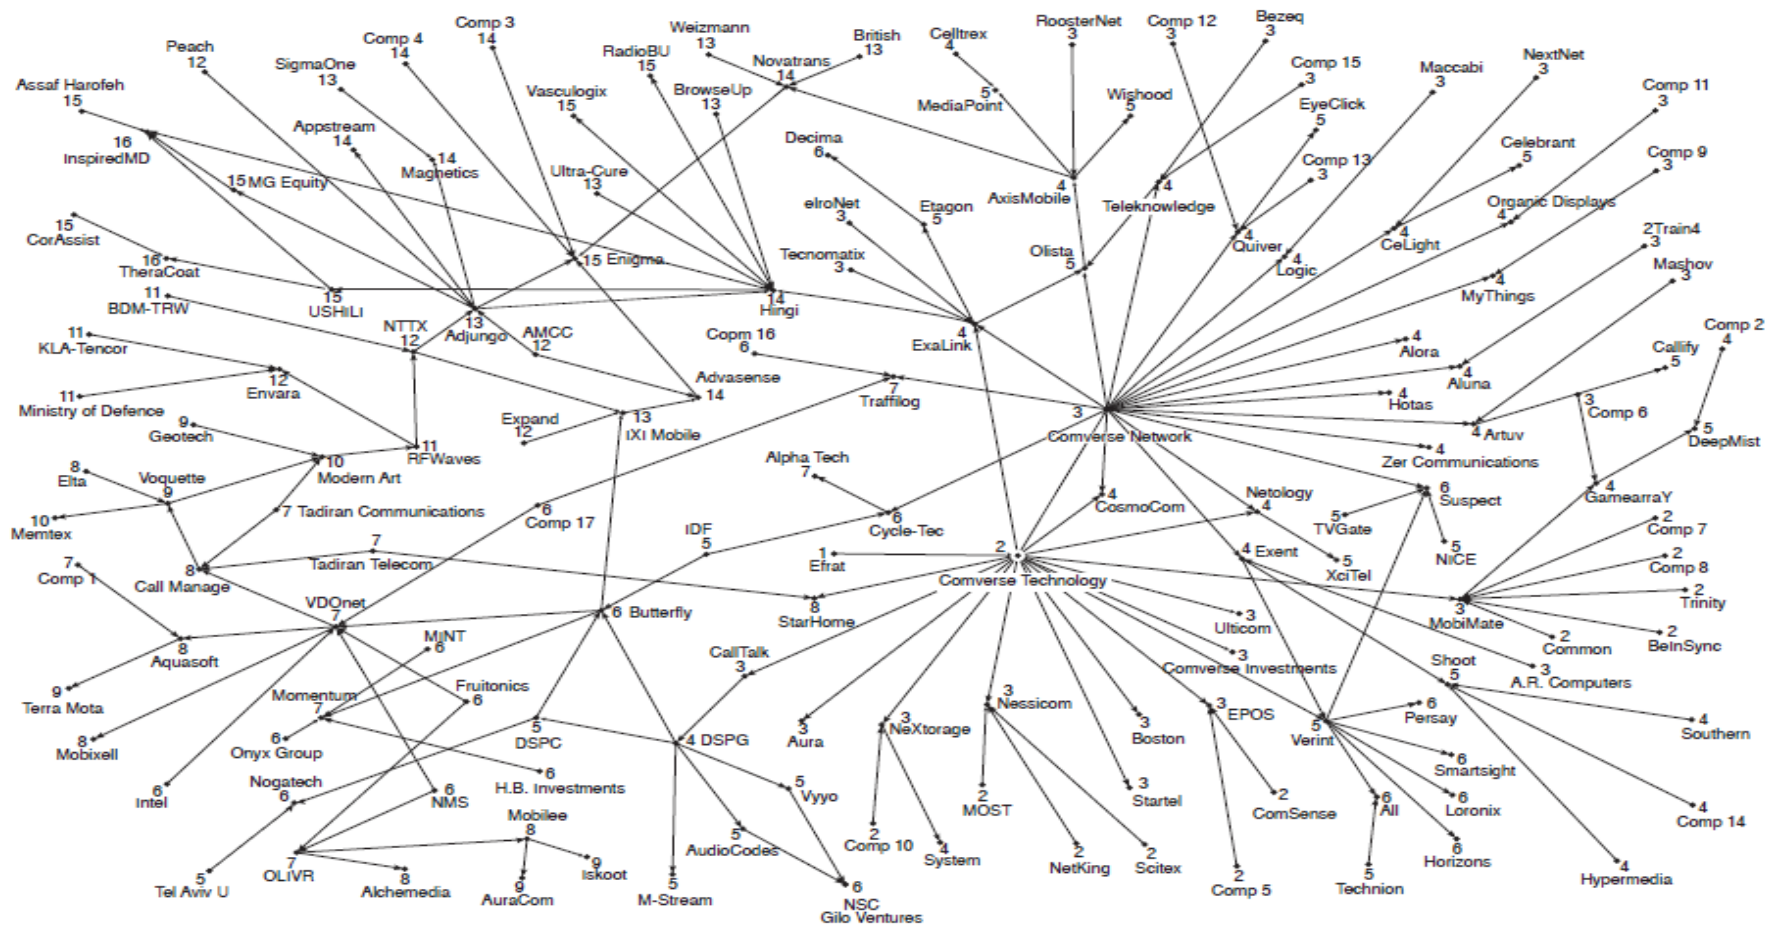 Comp 3
14
Comp 4
14
Peach
12
SigmaOne
13
Assaf Harofeh
15
16
InspiredMD
Appstream
14
15 MG Equity
14
Magnetics
CorAssist
15
16
TheraCoat
15
USHiLi
BDM-TRW
11
Weizmann
13
Novatrans
14
British
13
RadioBU
15
Vasculogix
15
BrowseUp
13
Ultra-Cure
13
15 Enigma
14
Hingi
13
Adjungo
AMCC
12
NTTX
12
11
KLA-Tencor
11
Ministry of Defence
12
Envara
Celltrex
4
5
MediaPoint
RoosterNet
3
Comp 12
3
Bezeq
3
Comp 15
3
Wishood
5
EyeClick
5
Comp 13
3
Maccabi
3
NextNet
3
Comp 11
3
Celebrant
5
Comp 9
3
Decima
6
elroNet
3
Etagon
5
Tecnomatix
3
4
AxisMobile
4
Teleknowledge
Olista
5
4
Quiver
4
Logic
4
CeLight
Organic Displays
4
2Train4
3
Mashov
3
4
MyThings
4
ExaLink
Copm 16
6
7
Traffilog
Advasense
14
Expand
12
13
iXI Mobile
4
Alora
4
Aluna
4
Hotas
Comp 2
4
Callify
5
3
Comp 6
5
DeepMist
4 Artuv
4
Zer Communications
3
Comverse Network
Geotech
9
10
Modern Art
11
RFWaves
8
Elta
Voquette
9
10
Memtex
7 Tadiran Communications
7
Tadiran Telecom
7
Comp 1
8
Call Manage
6
Comp 17
Alpha Tech
7
6
Cycle-Tec
iDF
5
1
Efrat
2
Comverse Technology
4
CosmoCom
Netology
4
5
XciTel
4 Exent
6
Suspect
5
TVGate
5
NiCE
4
GamearraY
2
Comp 7
2
Comp 8
2
Trinity
3
MobiMate
2
Common
2
BeInSync
VDOnet
7
6 Butterfly
8
StarHome
8
Aquasoft
9
Terra Mota
8
Mobixell
MiNT
6
Momentum
7
6
Onyx Group
Fruitonics
6
5
DSPC
6
H.B. Investments
4 DSPG
CallTalk
3
3
Ulticom
3
Comverse Investments
Shoot
5
3
A.R. Computers
3
Aura
3
NeXtorage
3
Nessicom
3
Boston
3
EPOS
5
Verint
6
Persay
4
Southern
6
Smartsight
6
Loronix
6
Intel
Nogatech
6
6
NMS
Mobilee
8
7
OLiVR
5
Tel Aviv U
8
Alchemedia
9
AuraCom
9
Iskoot
5
Vyyo
5
AudioCodes
5
M-Stream
6
NSC
Gilo Ventures
2
Comp 10
4
System
2
MOST
2
NetKing
2
Scitex
3
Startel
2
ComSense
2
Comp 5
6
All
5
Technion
6
Horizons
4
Comp 14
4
Hypermedia